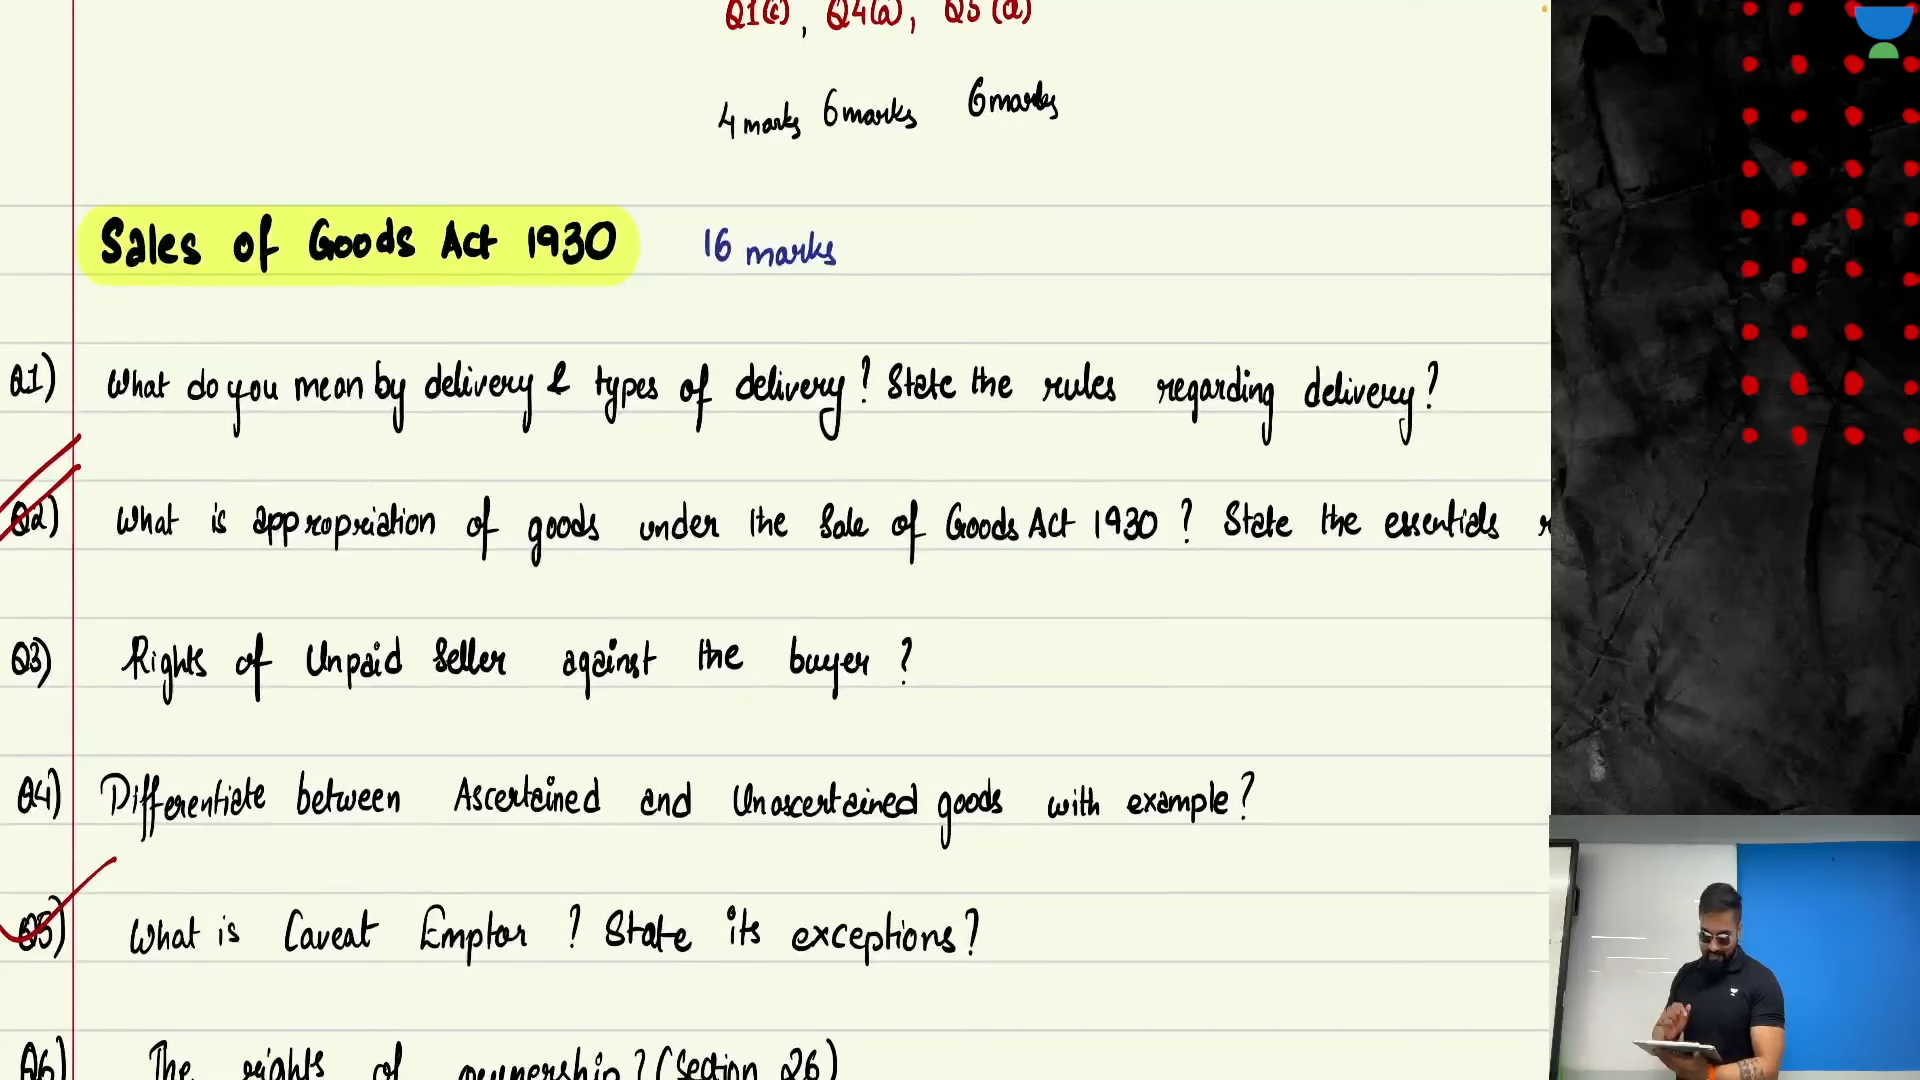 Q1(c), Q4(a), Q5(a)
4 marks 6 marks 6 marks
Sales of Goods Act 1930 16 marks
Q1) What do you mean by delivery & types of delivery? State the rules regarding delivery?
Q2) What is appropriation of goods under the Sale of Goods Act 1930? State the essentials
Q3) Rights of Unpaid Seller against the buyer?
Q4) Differentiate between Ascertained and Unascertained goods with example?
Q5) What is Caveat Emptor? State its exceptions?
Q6) The rights of ownership? (Section 26)